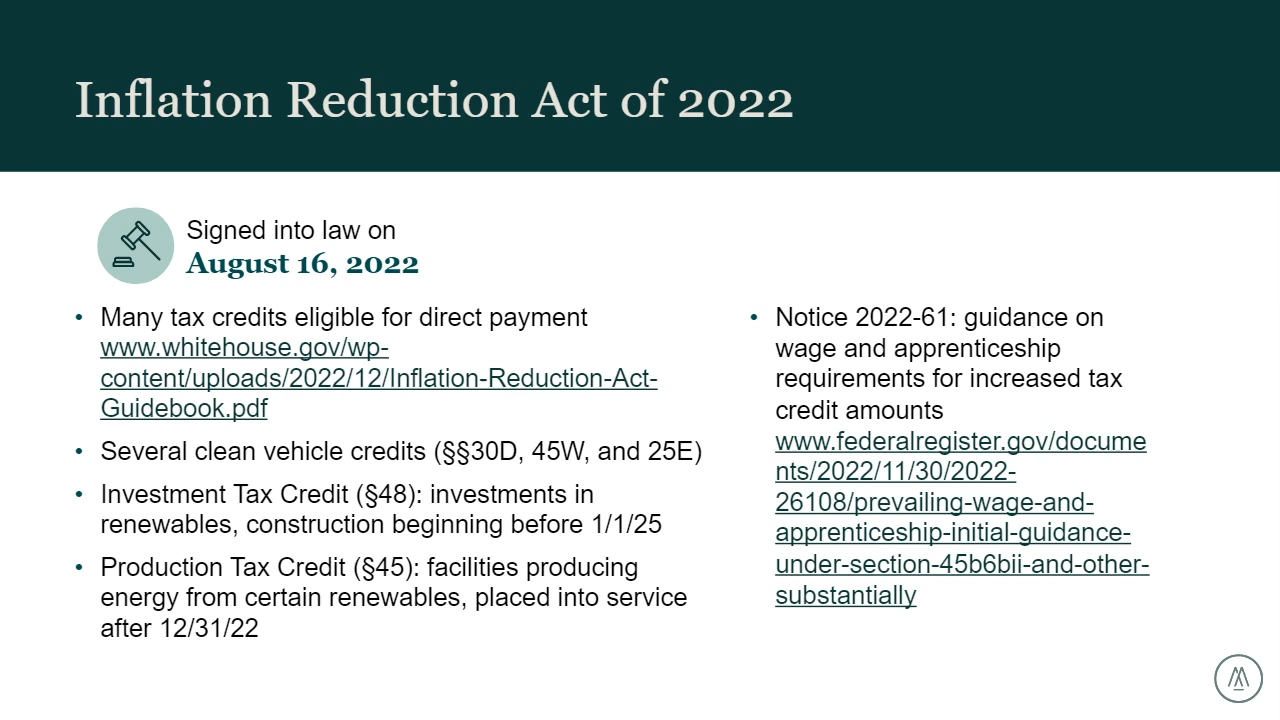 Inflation Reduction Act of 2022
Signed into law on
August 16, 2022
• Many tax credits eligible for direct payment
www.whitehouse.gov/wp-
content/uploads/2022/12/Inflation-Reduction-Act-
Guidebook.pdf
• Several clean vehicle credits (§§30D, 45W, and 25E)
• Investment Tax Credit (§48): investments in
renewables, construction beginning before 1/1/25
• Production Tax Credit (§45): facilities producing
energy from certain renewables, placed into service
after 12/31/22
• Notice 2022-61: guidance on
wage and apprenticeship
requirements for increased tax
credit amounts
www.federalregister.gov/docume
nts/2022/11/30/2022-
26108/prevailing-wage-and-
apprenticeship-initial-guidance-
under-section-45b6bii-and-other-
substantially